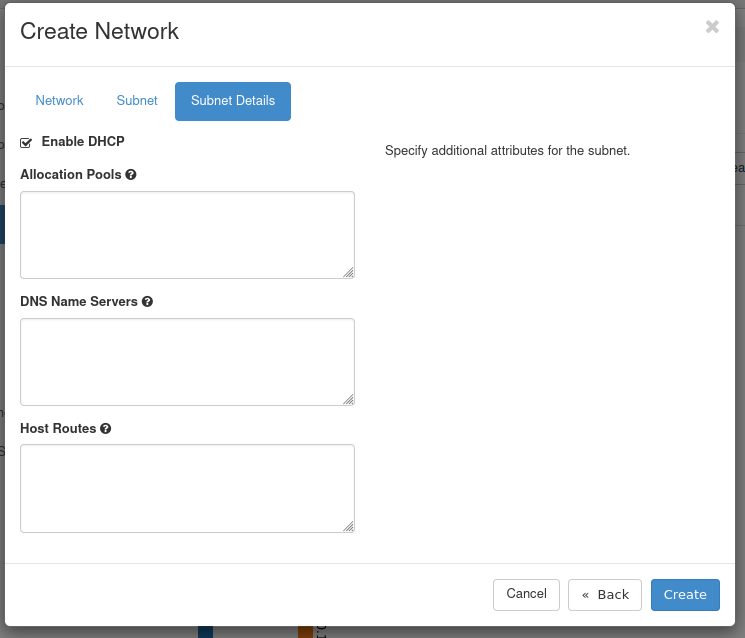 Create Network
Network Subnet Subnet Details
Enable DHCP
Specify additional attributes for the subnet.
Allocation Pools
DNS Name Servers
Host Routes
Cancel « Back Create